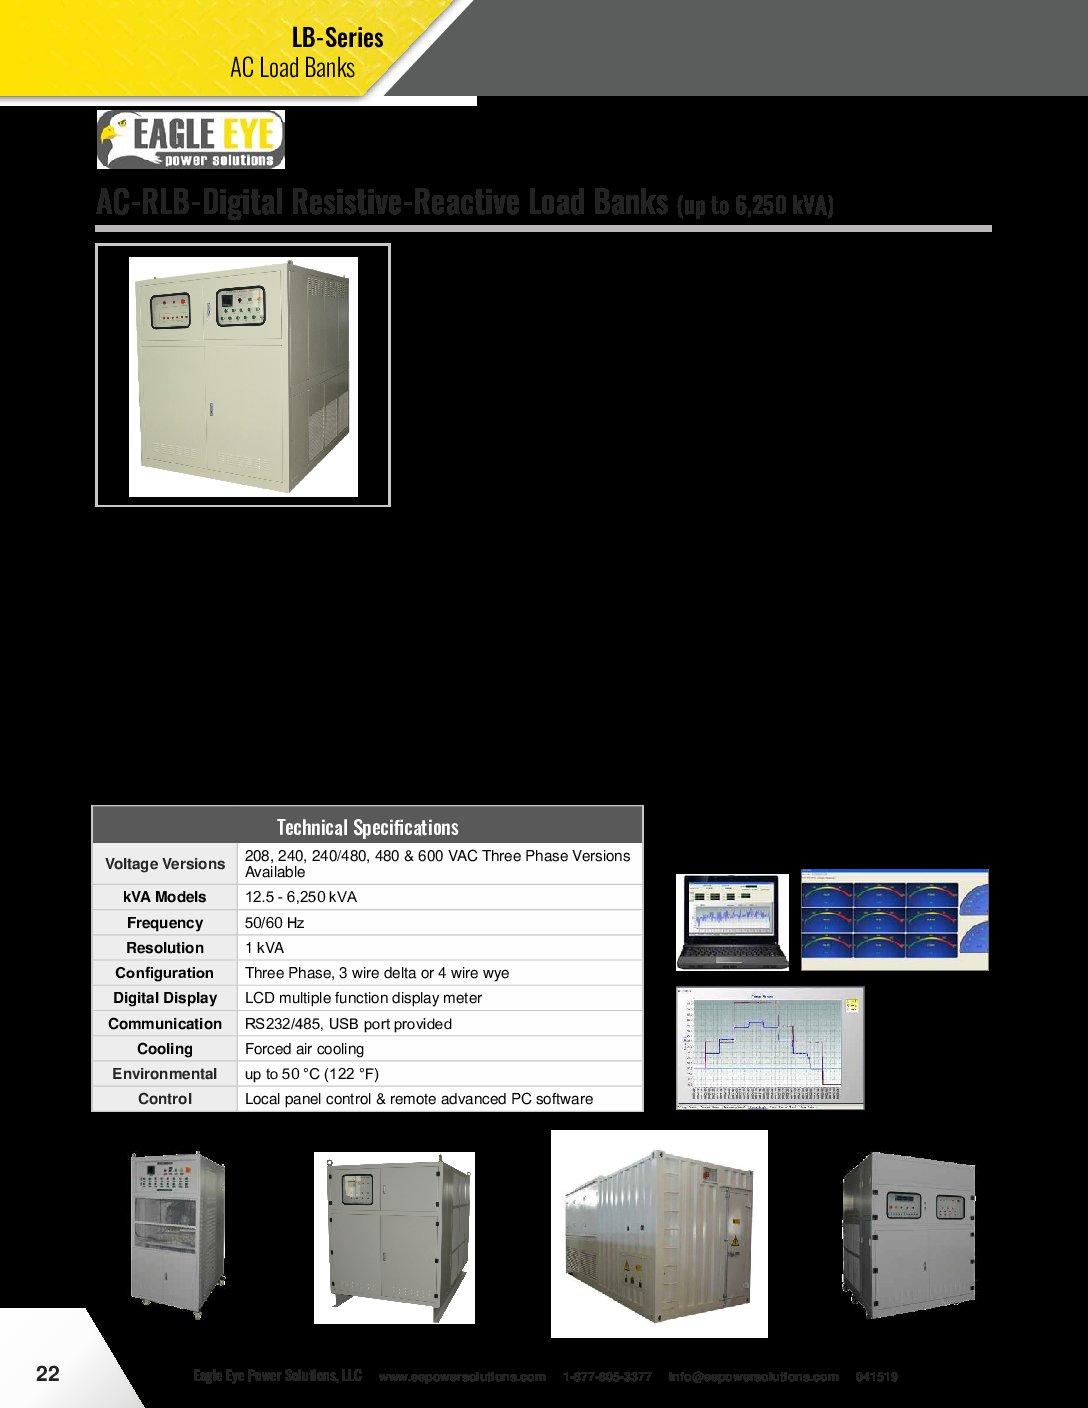 LB-Series
AC Load Banks
EAGLE EYE
power solutions
AC-RLB-Digital Resistive-Reactive Load Banks (up to 6,250 kVA)
Technical Specifications
Voltage Versions 208, 240, 240/480, 480 & 600 VAC Three Phase Versions
Available
kVA Models 12.5 - 6,250 kVA
Frequency 50/60 Hz
Resolution 1 kVA
Configuration Three Phase, 3 wire delta or 4 wire wye
Digital Display LCD multiple function display meter
Communication RS232/485, USB port provided
Cooling Forced air cooling
Environmental up to 50 °C (122 °F)
Control Local panel control & remote advanced PC software
22 Eagle Eye Power Solutions, LLC www.eepowersolutions.com 1-877-805-3377 info@eepowersolutions.com 041519